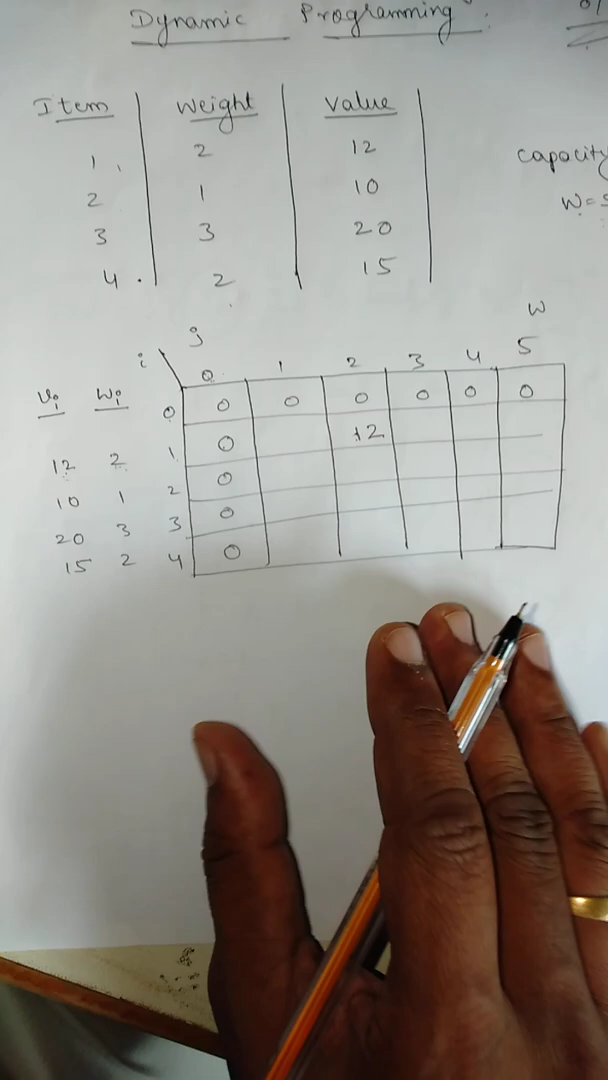 Dynamic Programming :
Item Weight Value
1 2 12
2 1 10
3 3 20
4 2 15
capacity
W=5
W
j
i 0 1 2 3 4 5
vi wi 0 0 0 0 0 0 0
12 2 1 0 12
10 1 2 0
20 3 3 0
15 2 4 0